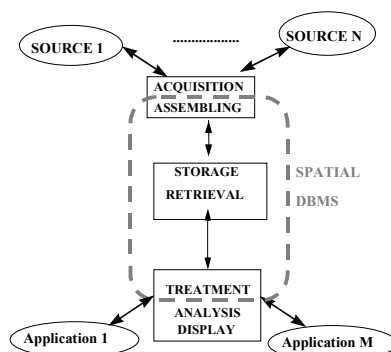 SOURCE 1
..................
SOURCE N
ACQUISITION
ASSEMBLING
STORAGE
RETRIEVAL
SPATIAL
DBMS
TREATMENT
ANALYSIS
DISPLAY
Application 1
Application M